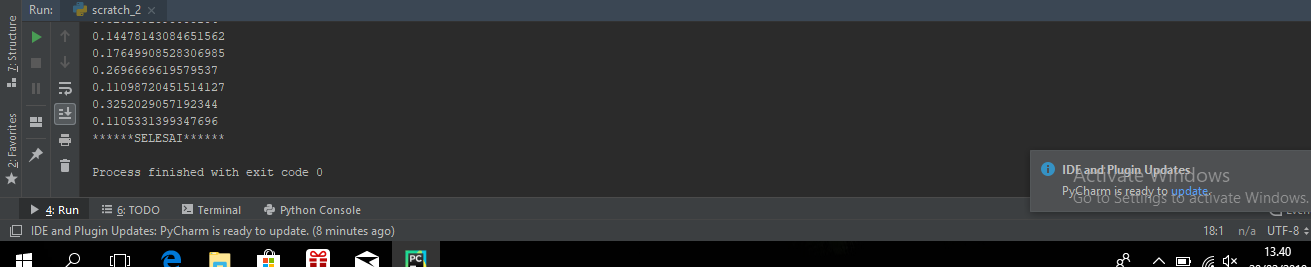 Run: scratch_2
7: Structure
2: Favorites
0.14478143084651562
0.17649908528306985
0.2696669619579537
0.11098720451514127
0.3252029057192344
0.1105331399347696
******SELESAI******
Process finished with exit code 0
IDE and Plugin Updates
PyCharm is ready to update.
Activate Windows
Go to Settings to activate Windows.
4: Run 6: TODO Terminal Python Console
IDE and Plugin Updates: PyCharm is ready to update. (8 minutes ago) 18:1 n/a UTF-8
PC
13.40